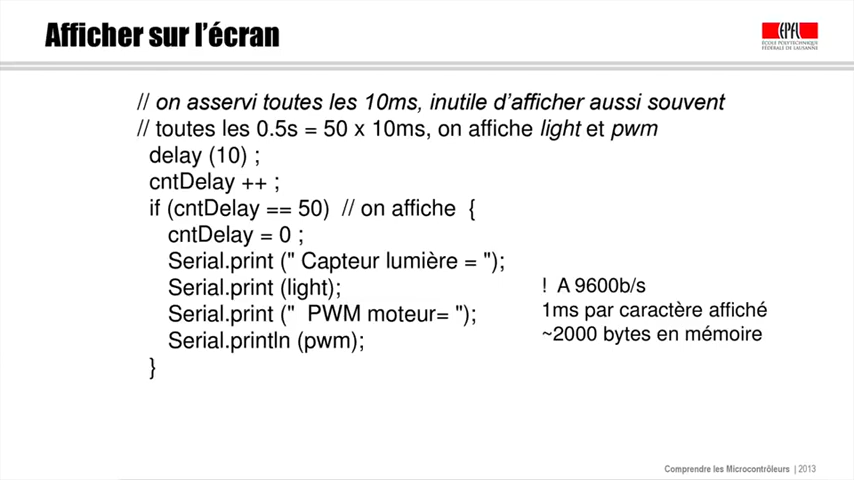 Afficher sur l'écran
EPFL
ÉCOLE POLYTECHNIQUE
FÉDÉRALE DE LAUSANNE
// on asservi toutes les 10ms, inutile d'afficher aussi souvent
// toutes les 0.5s = 50 x 10ms, on affiche light et pwm
delay (10) ;
cntDelay ++ ;
if (cntDelay == 50) // on affiche {
cntDelay = 0 ;
Serial.print (" Capteur lumière = ");
Serial.print (light);
Serial.print (" PWM moteur= ");
Serial.println (pwm);
}
! A 9600b/s
1ms par caractère affiché
~2000 bytes en mémoire
Comprendre les Microcontrôleurs | 2013